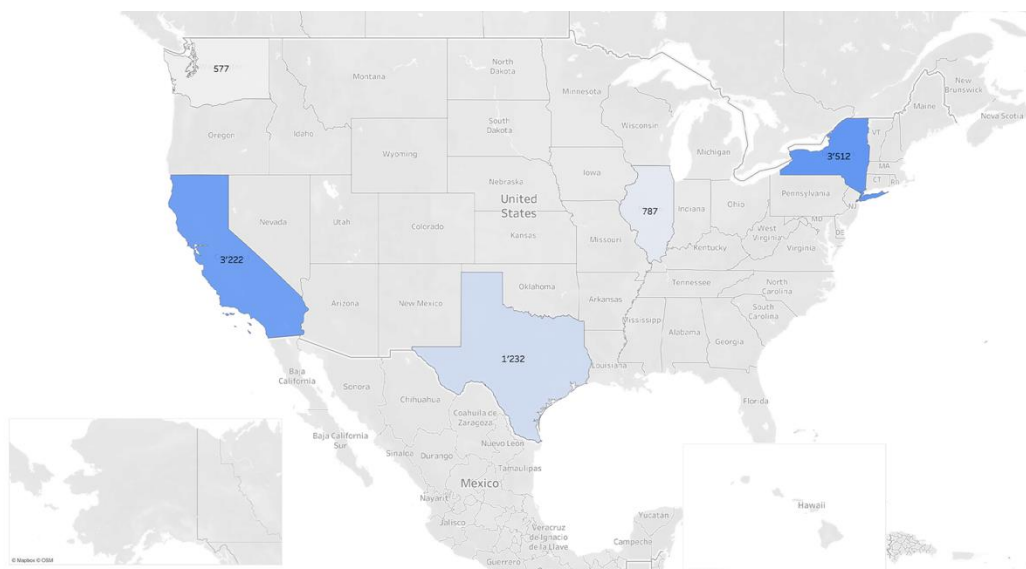 577
Montana
North
Dakota
Minnesota
South
Dakota
Oregon
Idaho
Wyoming
Wisconsin
Michigan
New
Brunswick
Maine
Nova Scotia
VT
3'512
MA
CT
RI
Iowa
Nebraska
United
States
Nevada
Utah
Colorado
Kansas
Missouri
787
Indiana
Ohio
Pennsylvania
NJ
MD
DE
West
Virginia
Virginia
Kentucky
3'222
Arizona
New Mexico
Oklahoma
Arkansas
Tennessee
North
Carolina
South
Carolina
Mississippi
Alabama
Georgia
1'232
Louisiana
Florida
Baja
California
Sonora
Chihuahua
Coahuila de
Zaragoza
Baja California
Sur
Sinaloa
Durango
Nuevo León
Tamaulipas
Mexico
Nayarit
Jalisco
Veracruz
de Ignacio
de la Llave
Guerrero
Yucatán
Campeche
Hawaii
© Mapbox © OSM